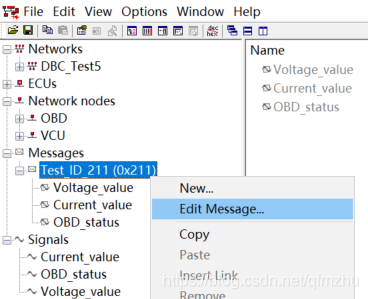 File Edit View Options Window Help
Networks
DBC_Test5
ECUs
Network nodes
OBD
VCU
Messages
Test_ID_211 (0x211)
Voltage_value
Current_value
OBD_status
Signals
Current_value
OBD_status
Voltage_value
Name
Voltage_value
Current_value
OBD_status
New...
Edit Message...
Copy
Paste
Insert Link
Remove
https://blog.csdn.net/qfmzhu